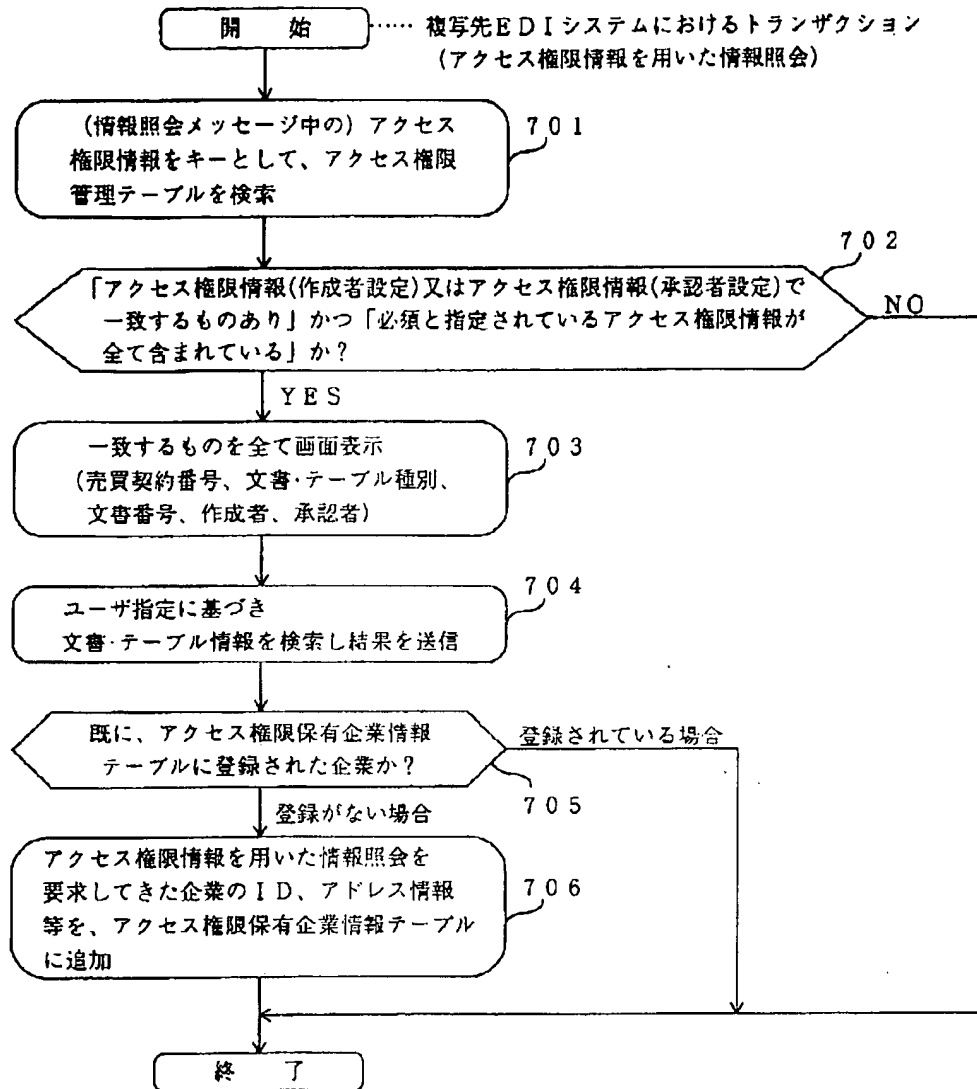 開　始
……複写先ＥＤＩシステムにおけるトランザクション
(アクセス権限情報を用いた情報照会)
(情報照会メッセージ中の) アクセス
権限情報をキーとして、アクセス権限
管理テーブルを検索
７０１
７０２
「アクセス権限情報(作成者設定)又はアクセス権限情報(承認者設定)で
一致するものあり」かつ「必須と指定されているアクセス権限情報が
全て含まれている」か？
ＮＯ
ＹＥＳ
一致するものを全て画面表示
(売買契約番号、文書･テーブル種別、
文書番号、作成者、承認者)
７０３
ユーザ指定に基づき
文書･テーブル情報を検索し結果を送信
７０４
既に、アクセス権限保有企業情報
テーブルに登録された企業か？
登録されている場合
７０５
登録がない場合
アクセス権限情報を用いた情報照会を
要求してきた企業のＩＤ、アドレス情報
等を、アクセス権限保有企業情報テーブル
に追加
７０６
終　了